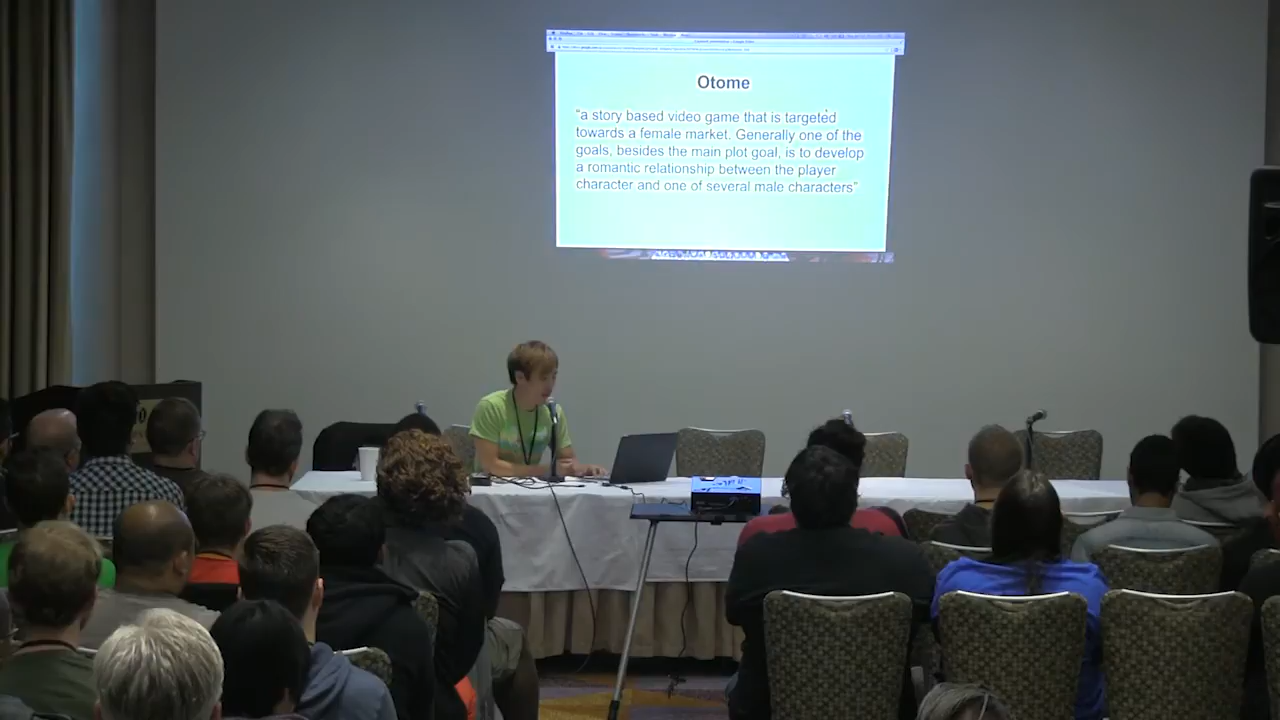 Otome
"a story based video game that is targeted
towards a female market. Generally one of the
goals, besides the main plot goal, is to develop
a romantic relationship between the player
character and one of several male characters"